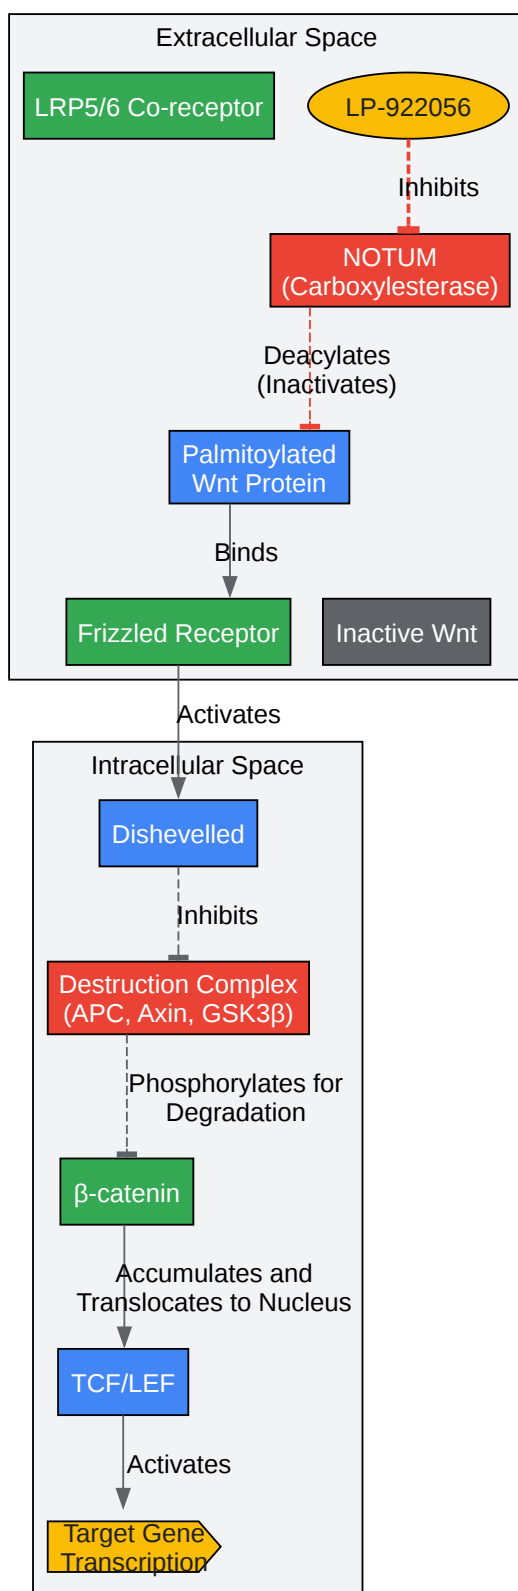 Extracellular Space
LRP5/6 Co-receptor
LP-922056
Inhibits
NOTUM
(Carboxylesterase)
Deacylates
(Inactivates)
Palmitoylated
Wnt Protein
Binds
Frizzled Receptor
Inactive Wnt
Activates
Intracellular Space
Dishevelled
Inhibits
Destruction Complex
(APC, Axin, GSK3β)
Phosphorylates for
Degradation
β-catenin
Accumulates and
Translocates to Nucleus
TCF/LEF
Activates
Target Gene
Transcription